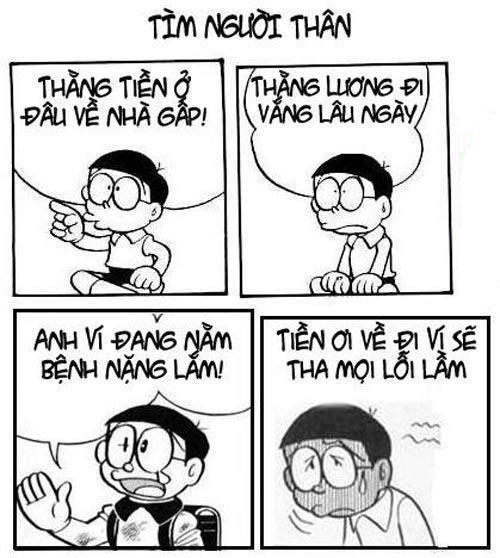 TÌM NGƯỜI THÂN
THẰNG TIỀN Ở
ĐÂU VỀ NHÀ GẤP!
THẰNG LƯƠNG ĐI
VẮNG LÂU NGÀY
ANH VÍ ĐANG NẰM
BỆNH NẶNG LẮM!
TIỀN ƠI VỀ ĐI VÍ SẼ
THA MỌI LỖI LẦM